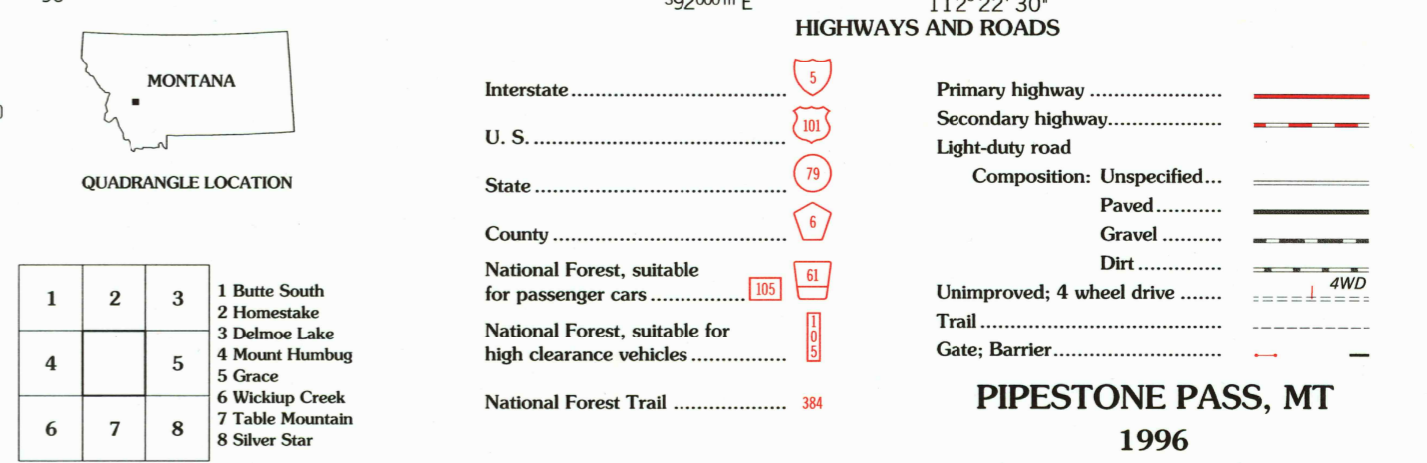 112° 22' 30"
HIGHWAYS AND ROADS
MONTANA
QUADRANGLE LOCATION
1 2 3
4 5
6 7 8
1 Butte South
2 Homestake
3 Delmoe Lake
4 Mount Humbug
5 Grace
6 Wickiup Creek
7 Table Mountain
8 Silver Star
Interstate 5
U. S. 101
State 79
County 6
National Forest, suitable
for passenger cars 105 61
National Forest, suitable for
high clearance vehicles 105
National Forest Trail 384
Primary highway
Secondary highway
Light-duty road
Composition: Unspecified
Paved
Gravel
Dirt
Unimproved; 4 wheel drive 4WD
Trail
Gate; Barrier
PIPESTONE PASS, MT
1996